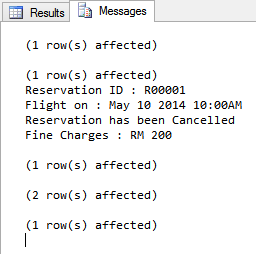 Results Messages
(1 row(s) affected)
(1 row(s) affected)
Reservation ID : R00001
Flight on : May 10 2014 10:00AM
Reservation has been Cancelled
Fine Charges : RM 200
(1 row(s) affected)
(2 row(s) affected)
(1 row(s) affected)